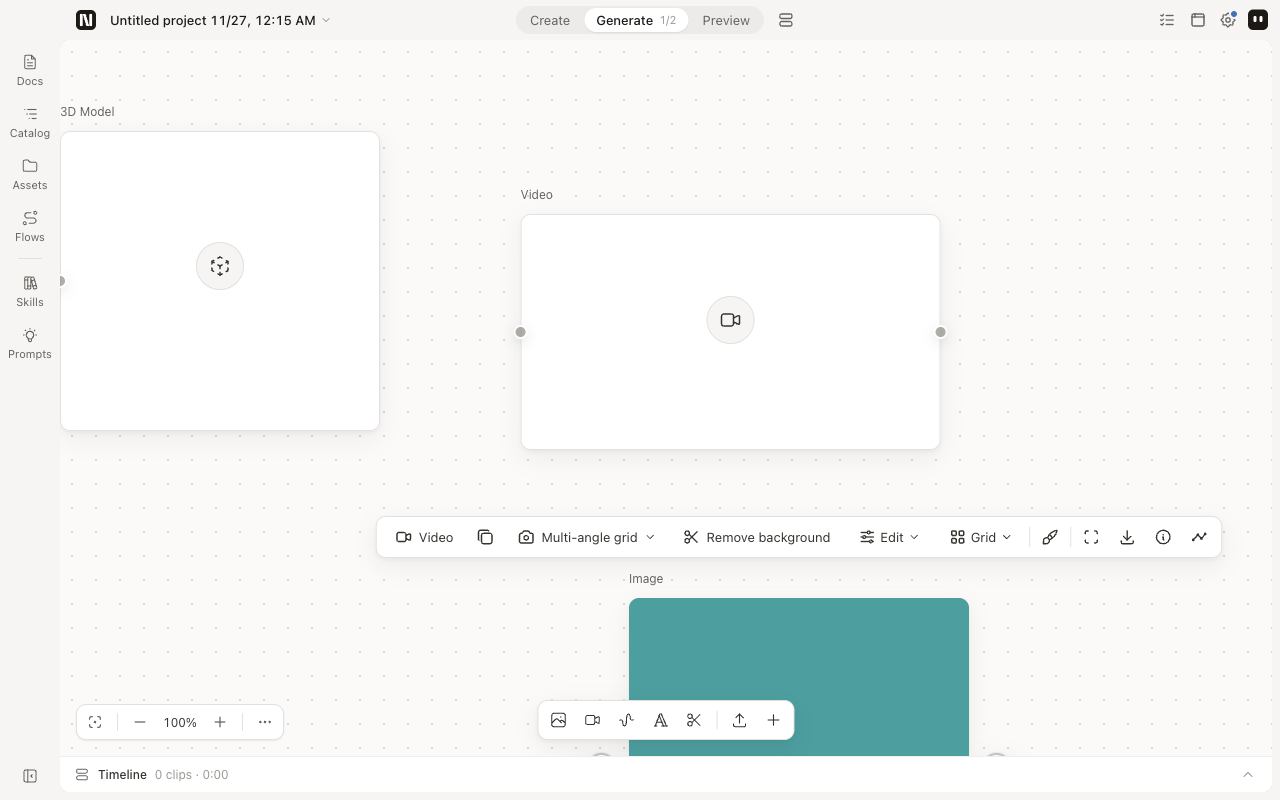 Untitled project 11/27, 12:15 AM
Create
Generate 1/2
Preview
Docs
Catalog
Assets
Flows
Skills
Prompts
3D Model
Video
Video
Multi-angle grid
Remove background
Edit
Grid
Image
100%
Timeline 0 clips · 0:00